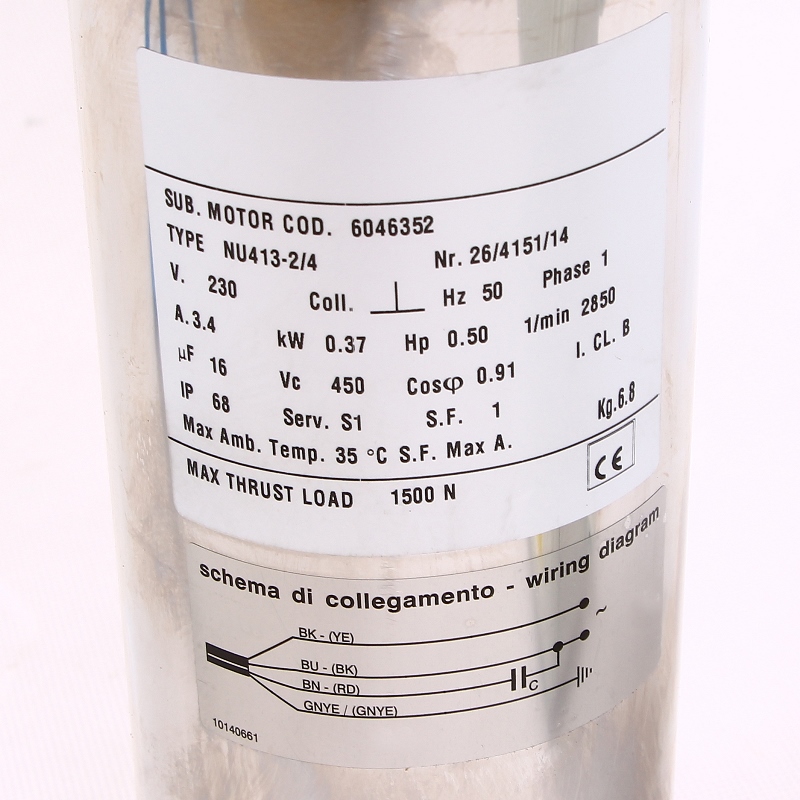 SUB. MOTOR COD. 6046352
TYPE NU413-2/4 Nr. 26/4151/14
V. 230 Coll. Hz 50 Phase 1
A. 3.4 kW 0.37 Hp 0.50 1/min 2850
µF 16 Vc 450 Cosφ 0.91 I. CL. B
IP 68 Serv. S1 S.F. 1 Kg. 6.8
Max Amb. Temp. 35 °C S.F. Max A.
MAX THRUST LOAD 1500 N CE
schema di collegamento - wiring diagram
BK - (YE) ~
BU - (BK)
BN - (RD) C
GNYE / (GNYE)
10140661